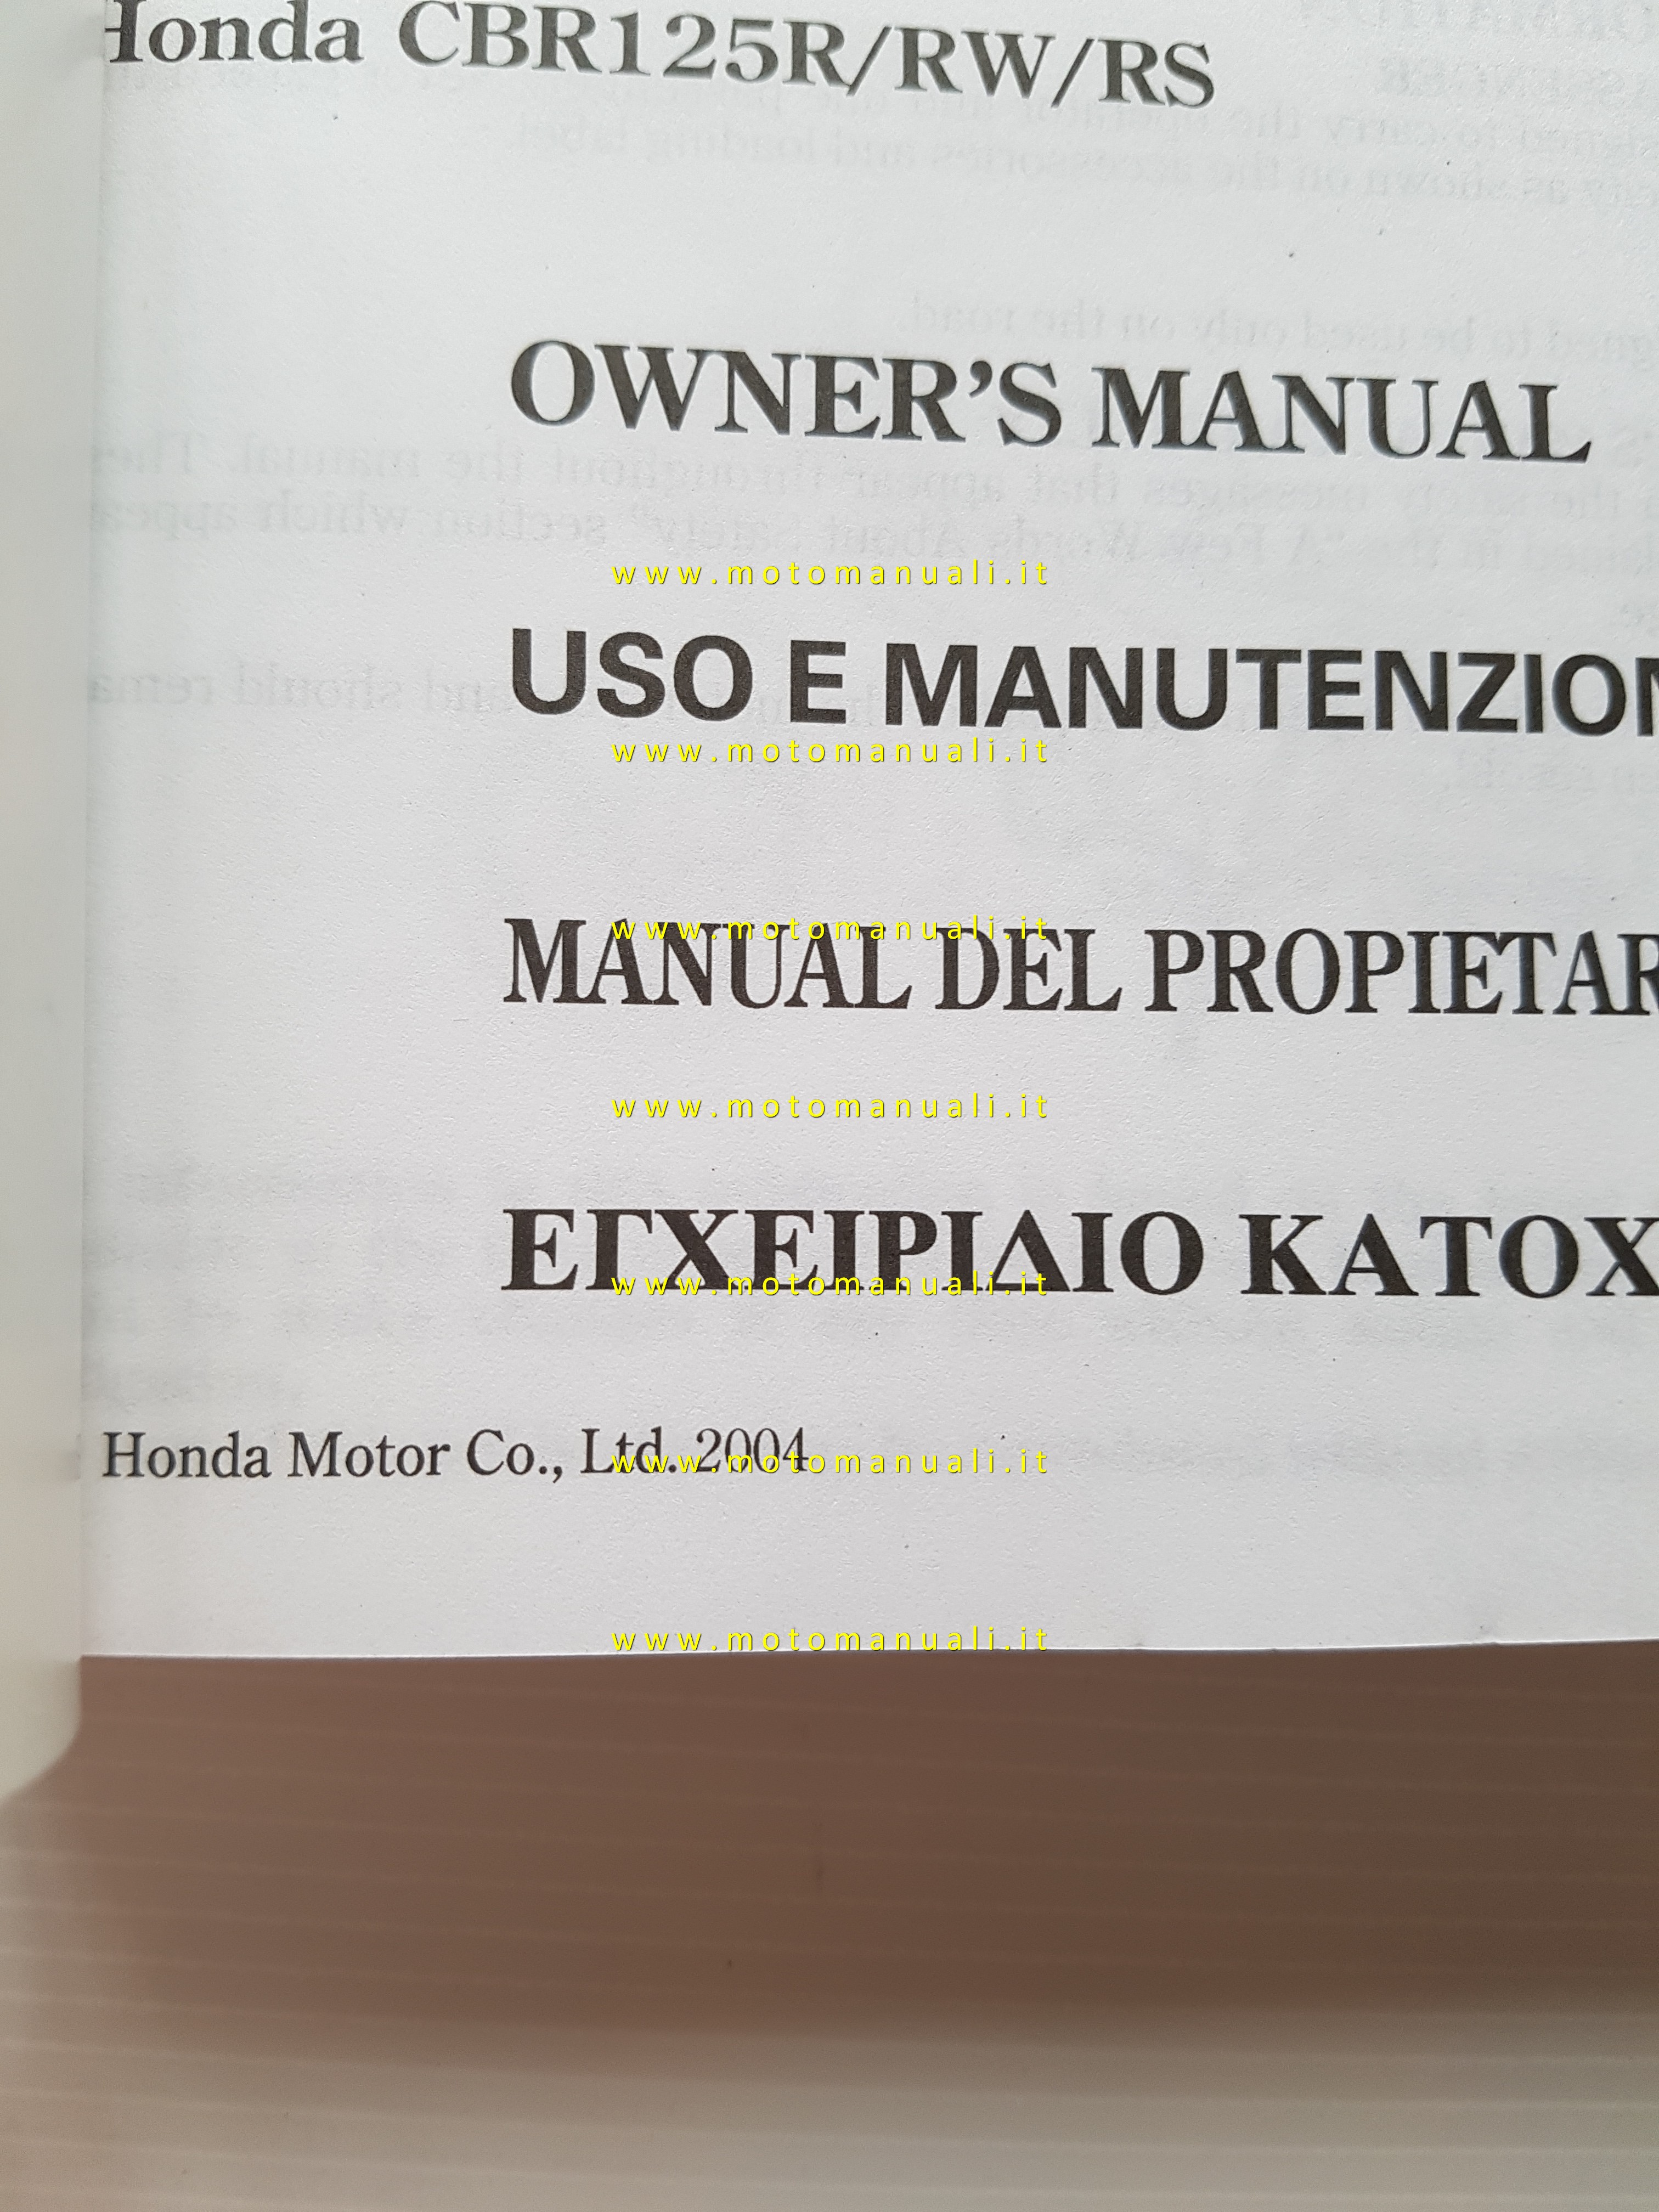 Honda CBR125R/RW/RS
OWNER'S MANUAL
www.motomanuali.it
USO E MANUTENZION
www.motomanuali.it
www.motomanuali.it
MANUAL DEL PROPIETAR
www.motomanuali.it
ΕΓΧΕΙΡΙΔΙΟ ΚΑΤΟΧ
www.motomanuali.it
Honda Motor Co., Ltd. 2004
www.motomanuali.it
www.motomanuali.it